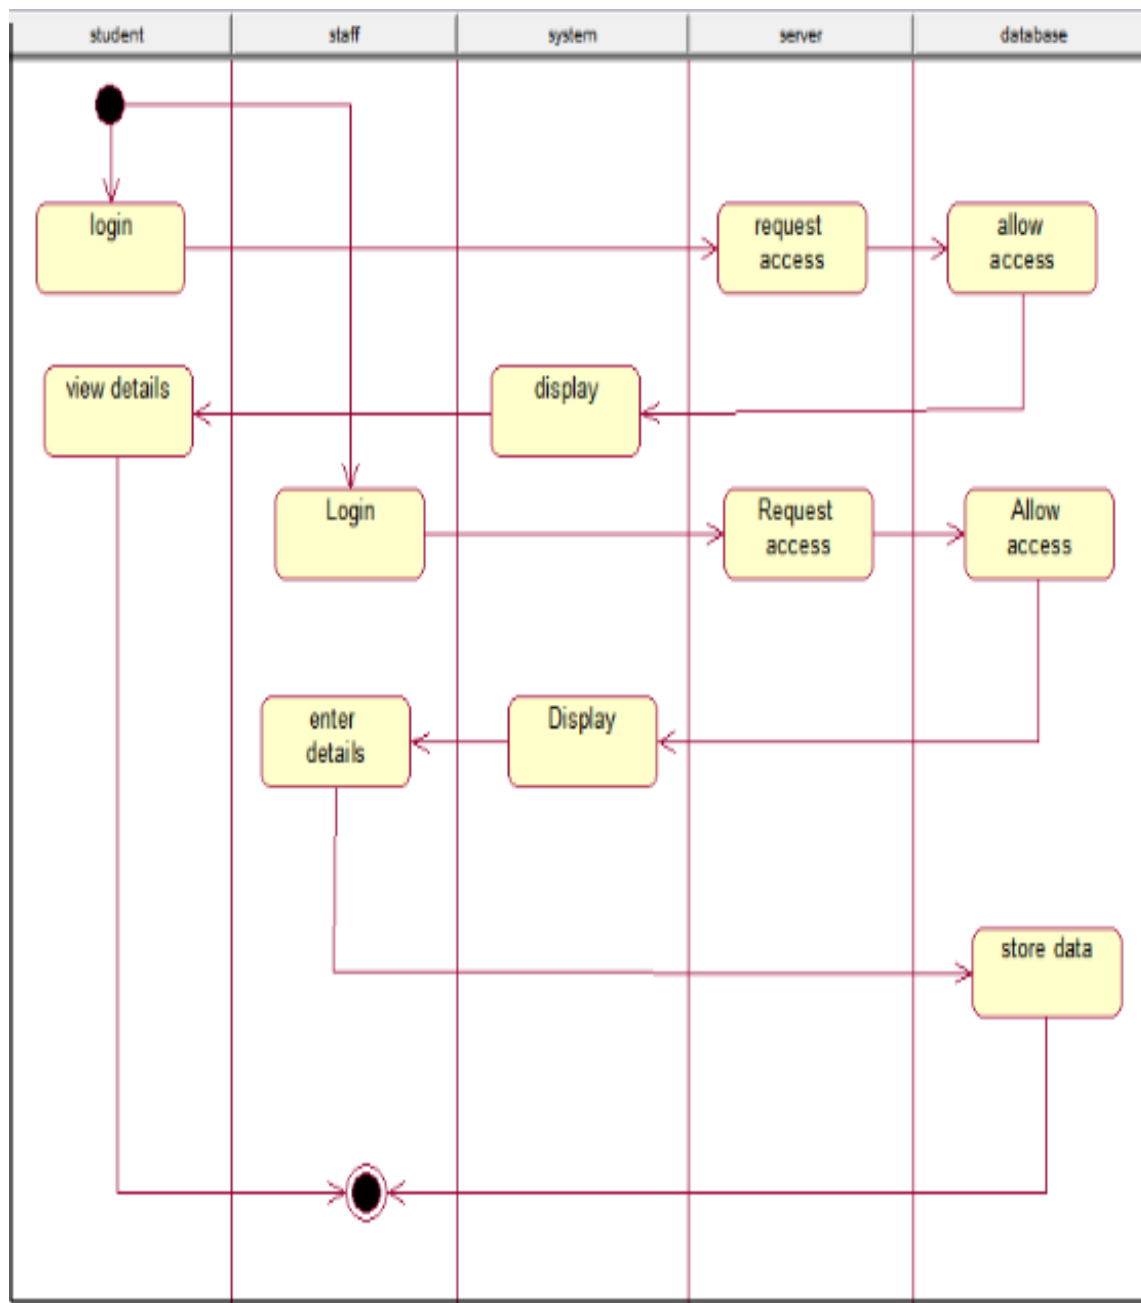 student
staff
system
server
database
login
request
access
allow
access
view details
display
Login
Request
access
Allow
access
enter
details
Display
store data